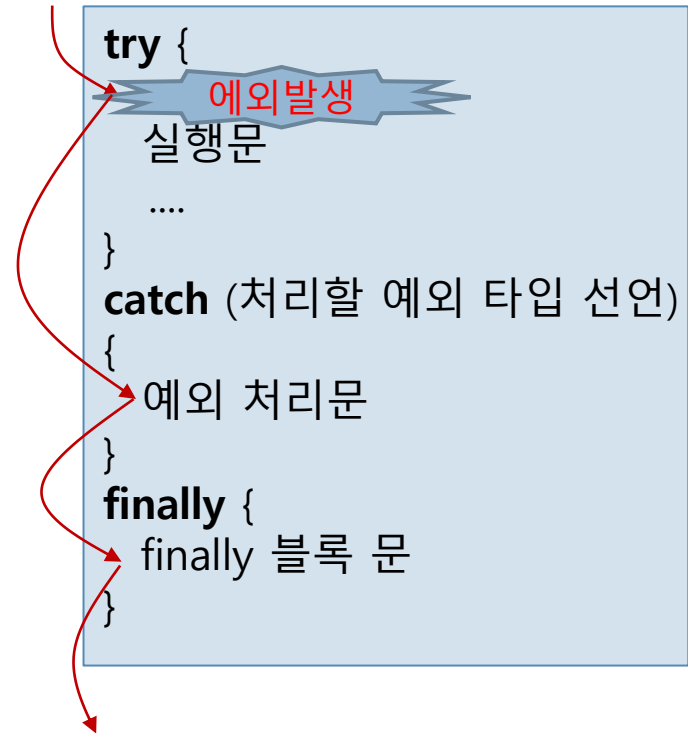 try {
에외발생
실행문
....
}
catch (처리할 예외 타입 선언)
{
예외 처리문
}
finally {
finally 블록 문
}